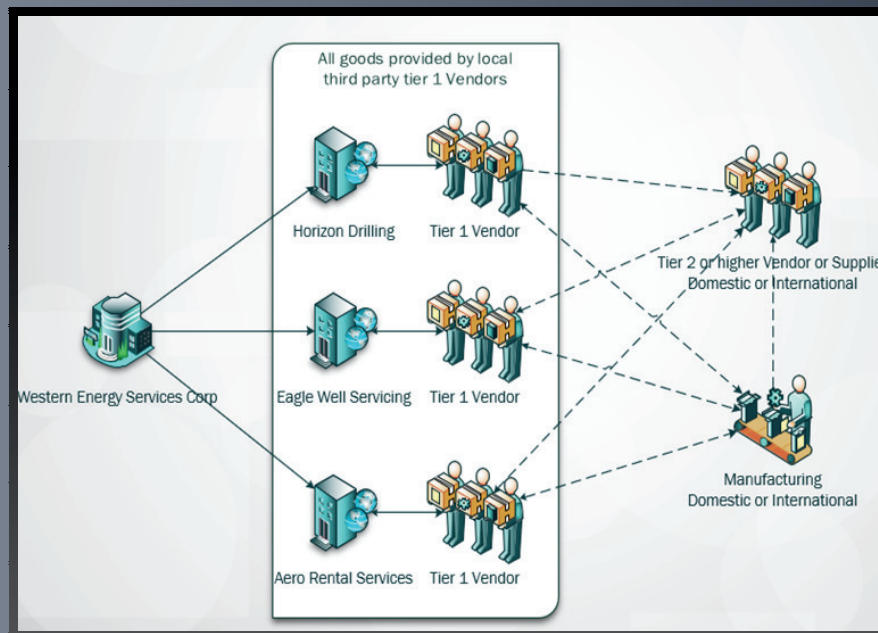 All goods provided by local
third party tier 1 Vendors
Horizon Drilling
Tier 1 Vendor
Tier 2 or higher Vendor or Supplie
Domestic or International
Western Energy Services Corp
Eagle Well Servicing
Tier 1 Vendor
Manufacturing
Domestic or International
Aero Rental Services
Tier 1 Vendor